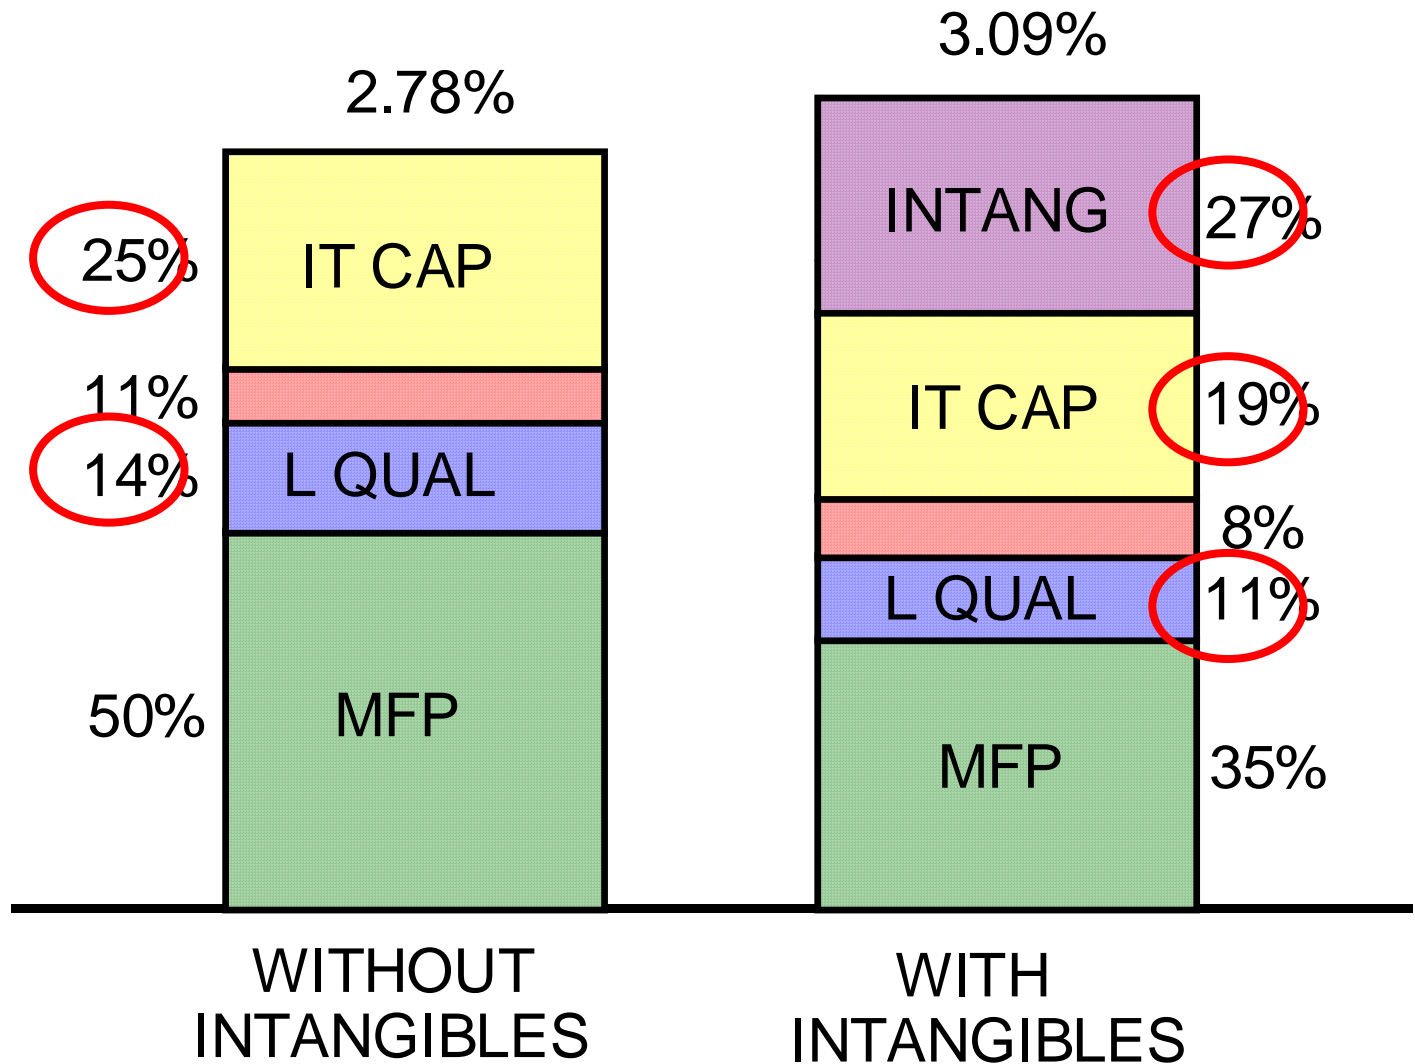 3.09%
2.78%
INTANG
27%
25%
IT CAP
11%
IT CAP
19%
14%
L QUAL
8%
L QUAL
11%
50%
MFP
MFP
35%
WITHOUT
INTANGIBLES
WITH
INTANGIBLES